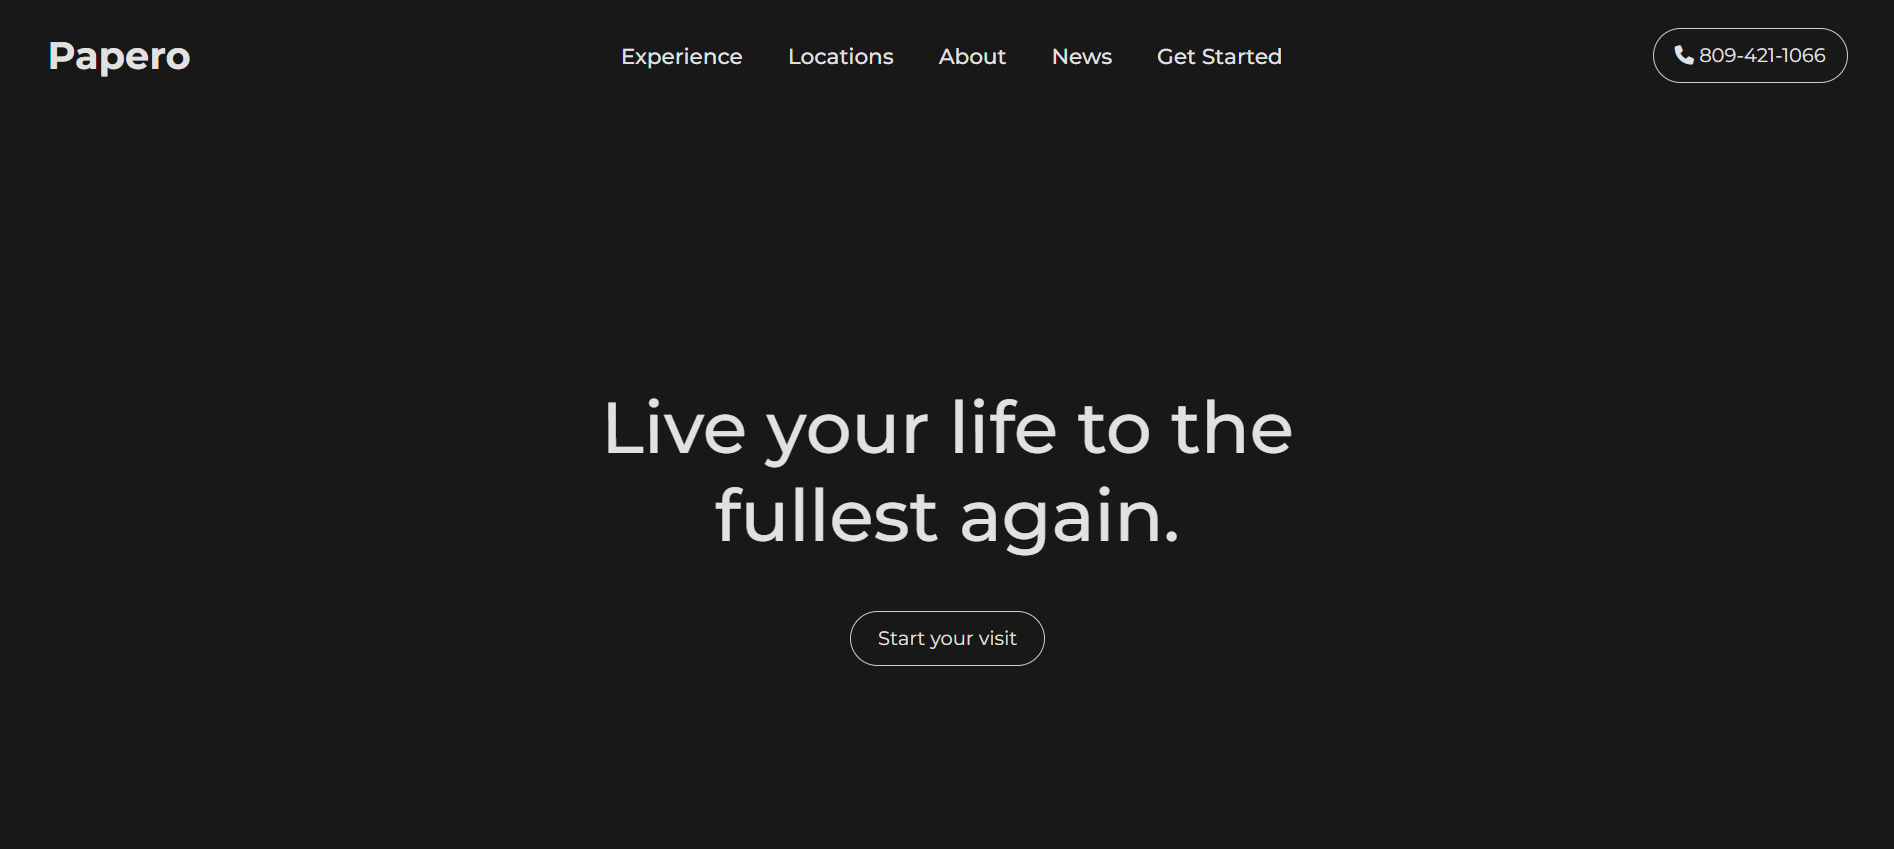 Papero
Experience Locations About News Get Started
809-421-1066
Live your life to the
fullest again.
Start your visit